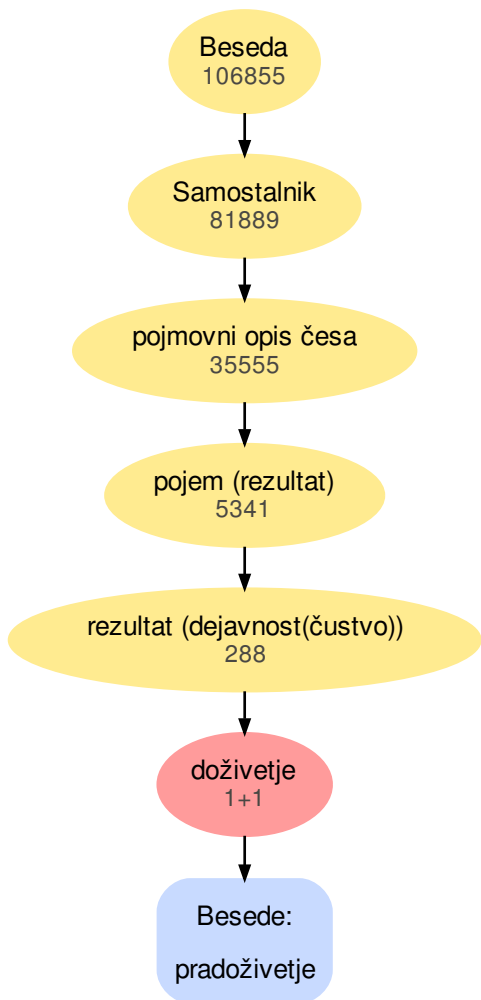 Beseda
106855
Samostalnik
81889
pojmovni opis česa
35555
pojem (rezultat)
5341
rezultat (dejavnost(čustvo))
288
doživetje
1+1
Besede:
pradoživetje